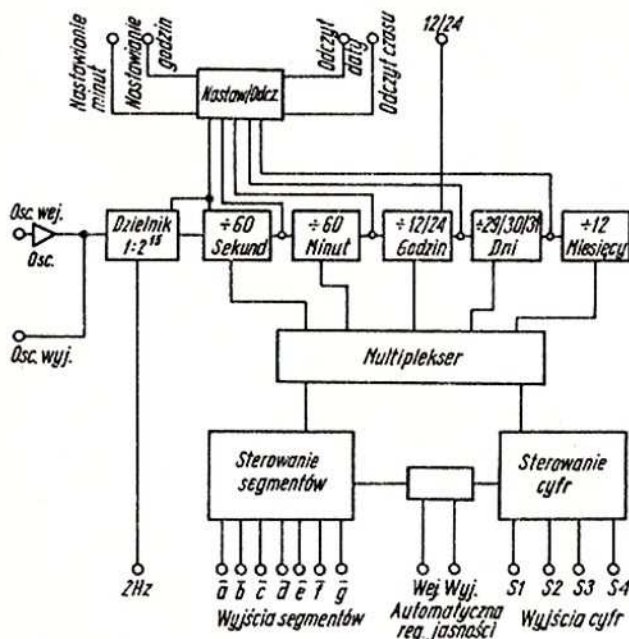 Nastawianie
minut
Nastawianie
godzin
Odczyt
daty
Odczyt czasu
12/24
Nastaw/Odcz.
Osc. wej.
Osc.
Osc. wyj.
Dzielnik
1:2¹⁵
÷60
Sekund
÷60
Minut
÷12/24
Godzin
÷29/30/31
Dni
÷12
Miesięcy
Multiplekser
Sterowanie
segmentów
Sterowanie
cyfr
2Hz
a̅ b̅ c̅ d̅ e̅ f̅ g̅
Wyjścia segmentów
Wej. Wyj.
Automatyczna
reg. jasności
S1 S2 S3 S4
Wyjścia cyfr